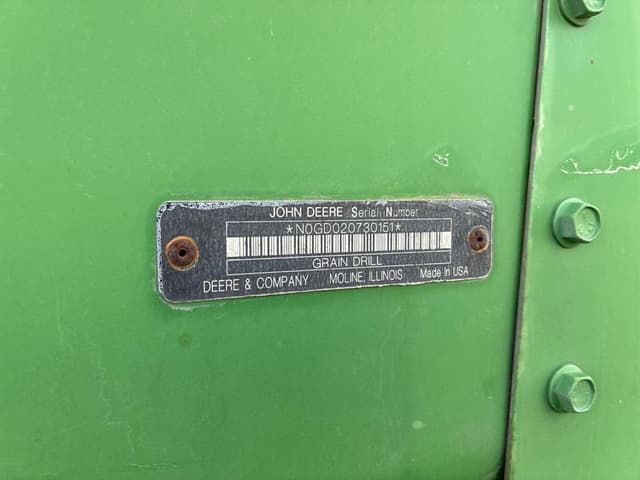 JOHN DEERE Serial Number
*N0GD020730151*
GRAIN DRILL
DEERE & COMPANY MOLINE, ILLINOIS Made In USA